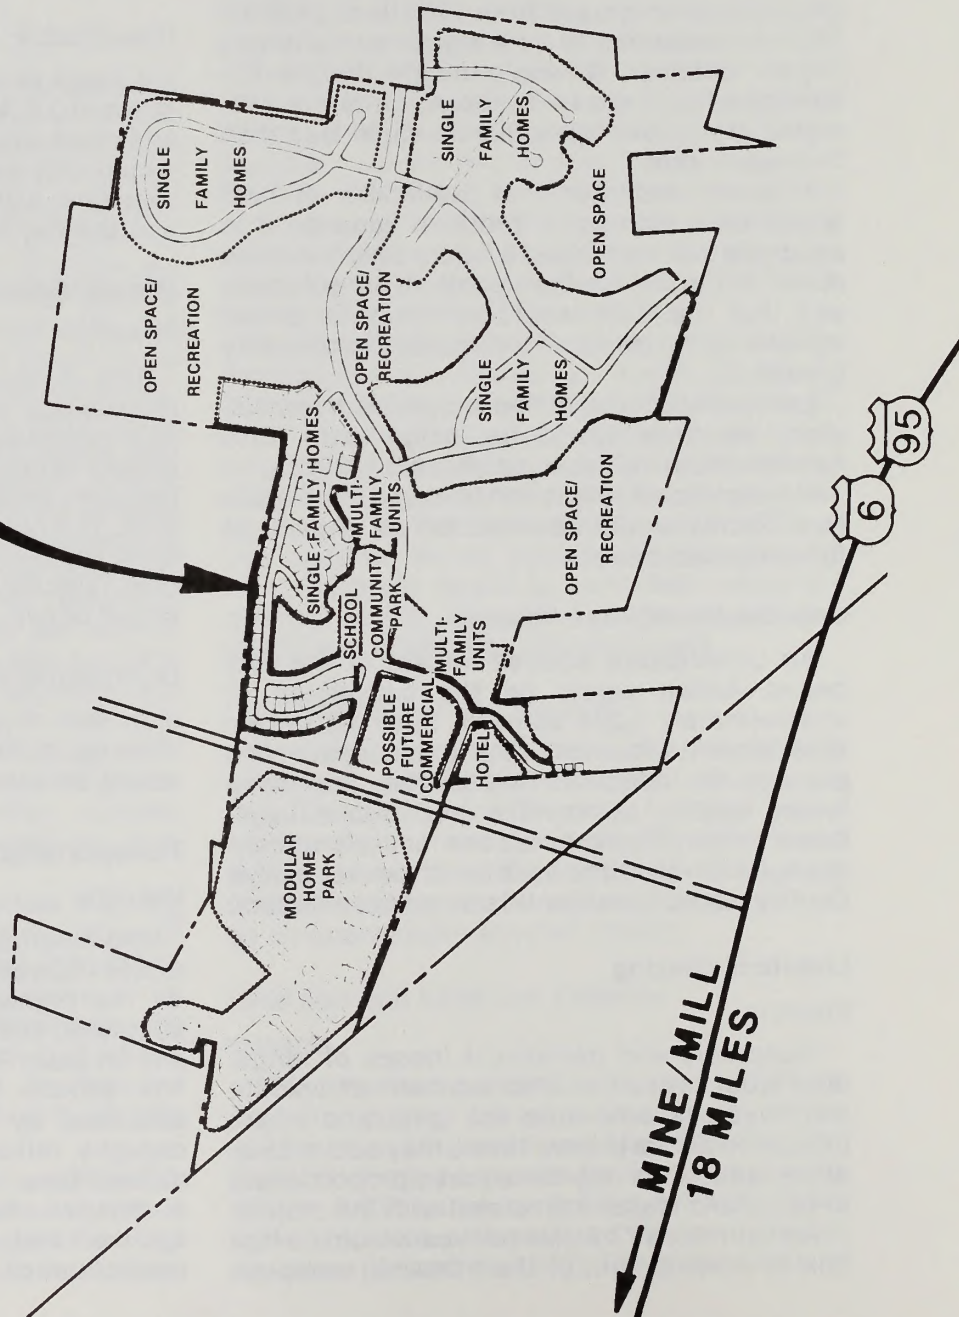 SINGLE
FAMILY
HOMES
SINGLE
FAMILY
HOMES
OPEN SPACE
OPEN SPACE/
RECREATION
OPEN SPACE/
RECREATION
SINGLE
FAMILY
HOMES
SINGLE FAMILY HOMES
MULTI-
FAMILY
UNITS
SCHOOL
COMMUNITY
PARK
MULTI-
FAMILY
UNITS
OPEN SPACE/
RECREATION
POSSIBLE
FUTURE
COMMERCIAL
HOTEL
MODULAR
HOME
PARK
6
95
MINE/MILL
18 MILES